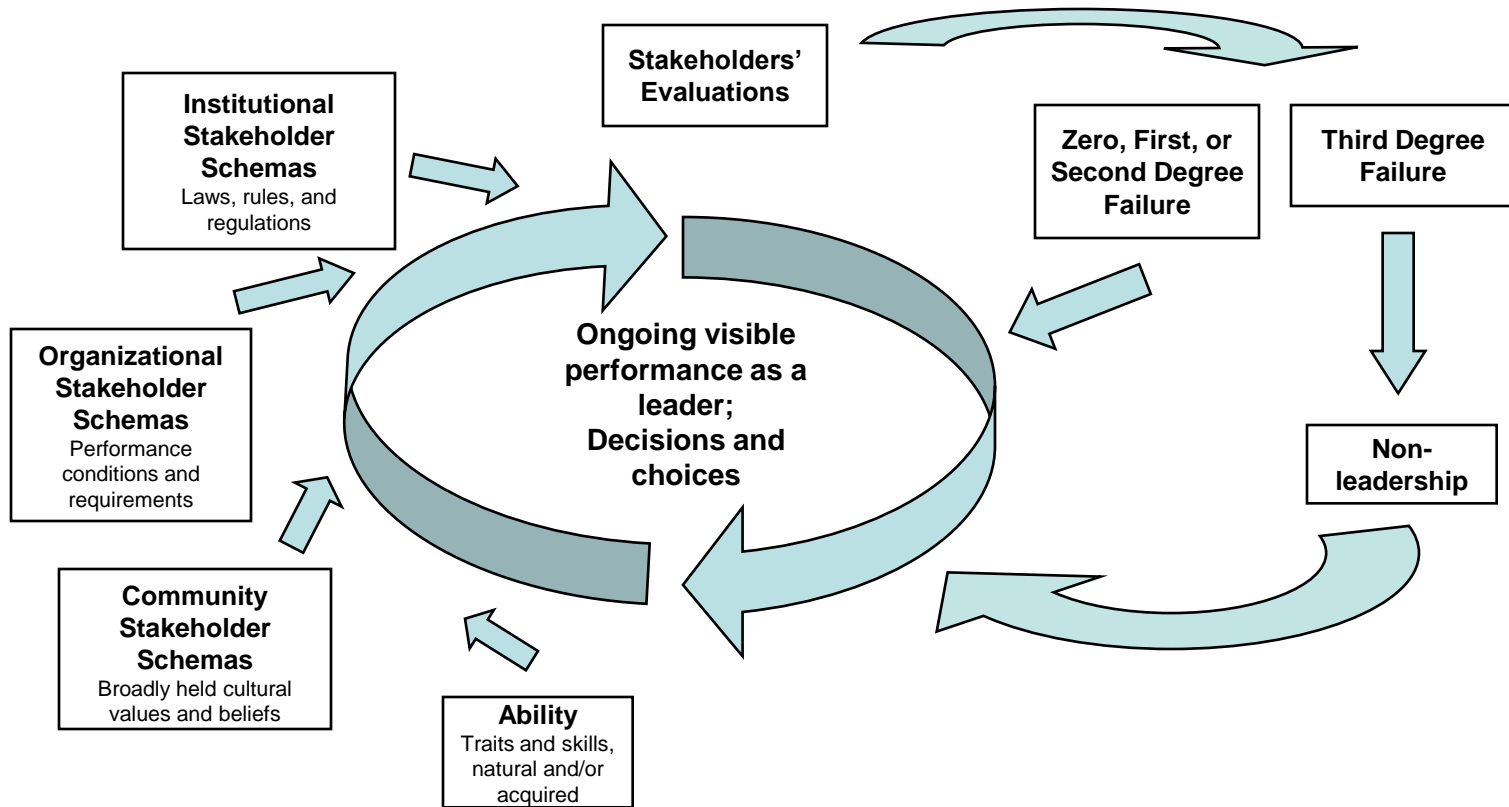 Stakeholders’
Evaluations
Institutional
Stakeholder
Schemas
Laws, rules, and
regulations
Zero, First, or
Second Degree
Failure
Third Degree
Failure
Organizational
Stakeholder
Schemas
Performance
conditions and
requirements
Ongoing visible
performance as a
leader;
Decisions and
choices
Non-
leadership
Community
Stakeholder
Schemas
Broadly held cultural
values and beliefs
Ability
Traits and skills,
natural and/or
acquired